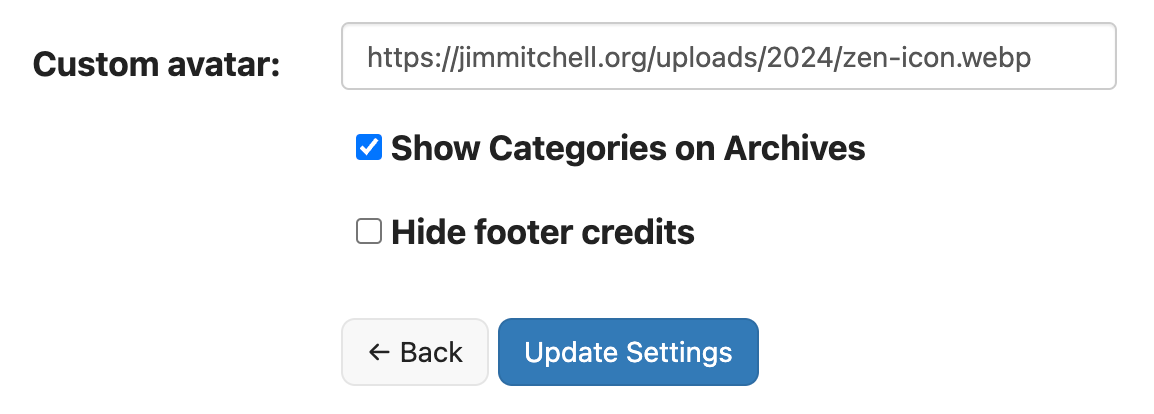 Custom avatar: https://jimmitchell.org/uploads/2024/zen-icon.webp
Show Categories on Archives
Hide footer credits
← Back Update Settings